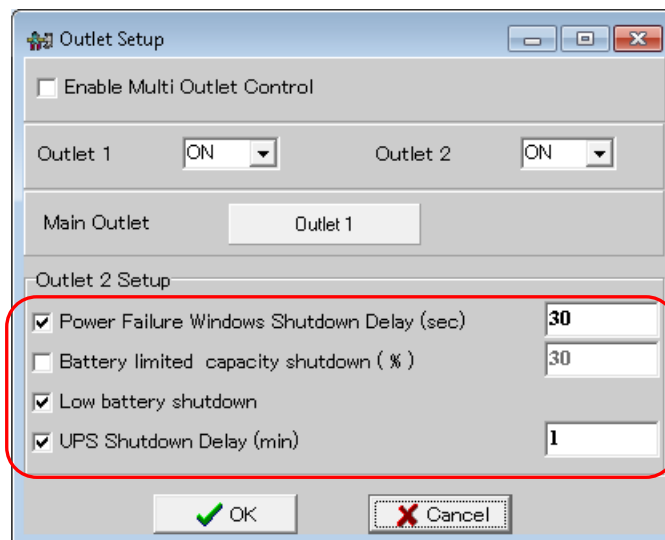 Outlet Setup
Enable Multi Outlet Control
Outlet 1 ON Outlet 2 ON
Main Outlet Outlet 1
Outlet 2 Setup
Power Failure Windows Shutdown Delay (sec) 30
Battery limited capacity shutdown ( % ) 30
Low battery shutdown
UPS Shutdown Delay (min) 1
OK Cancel